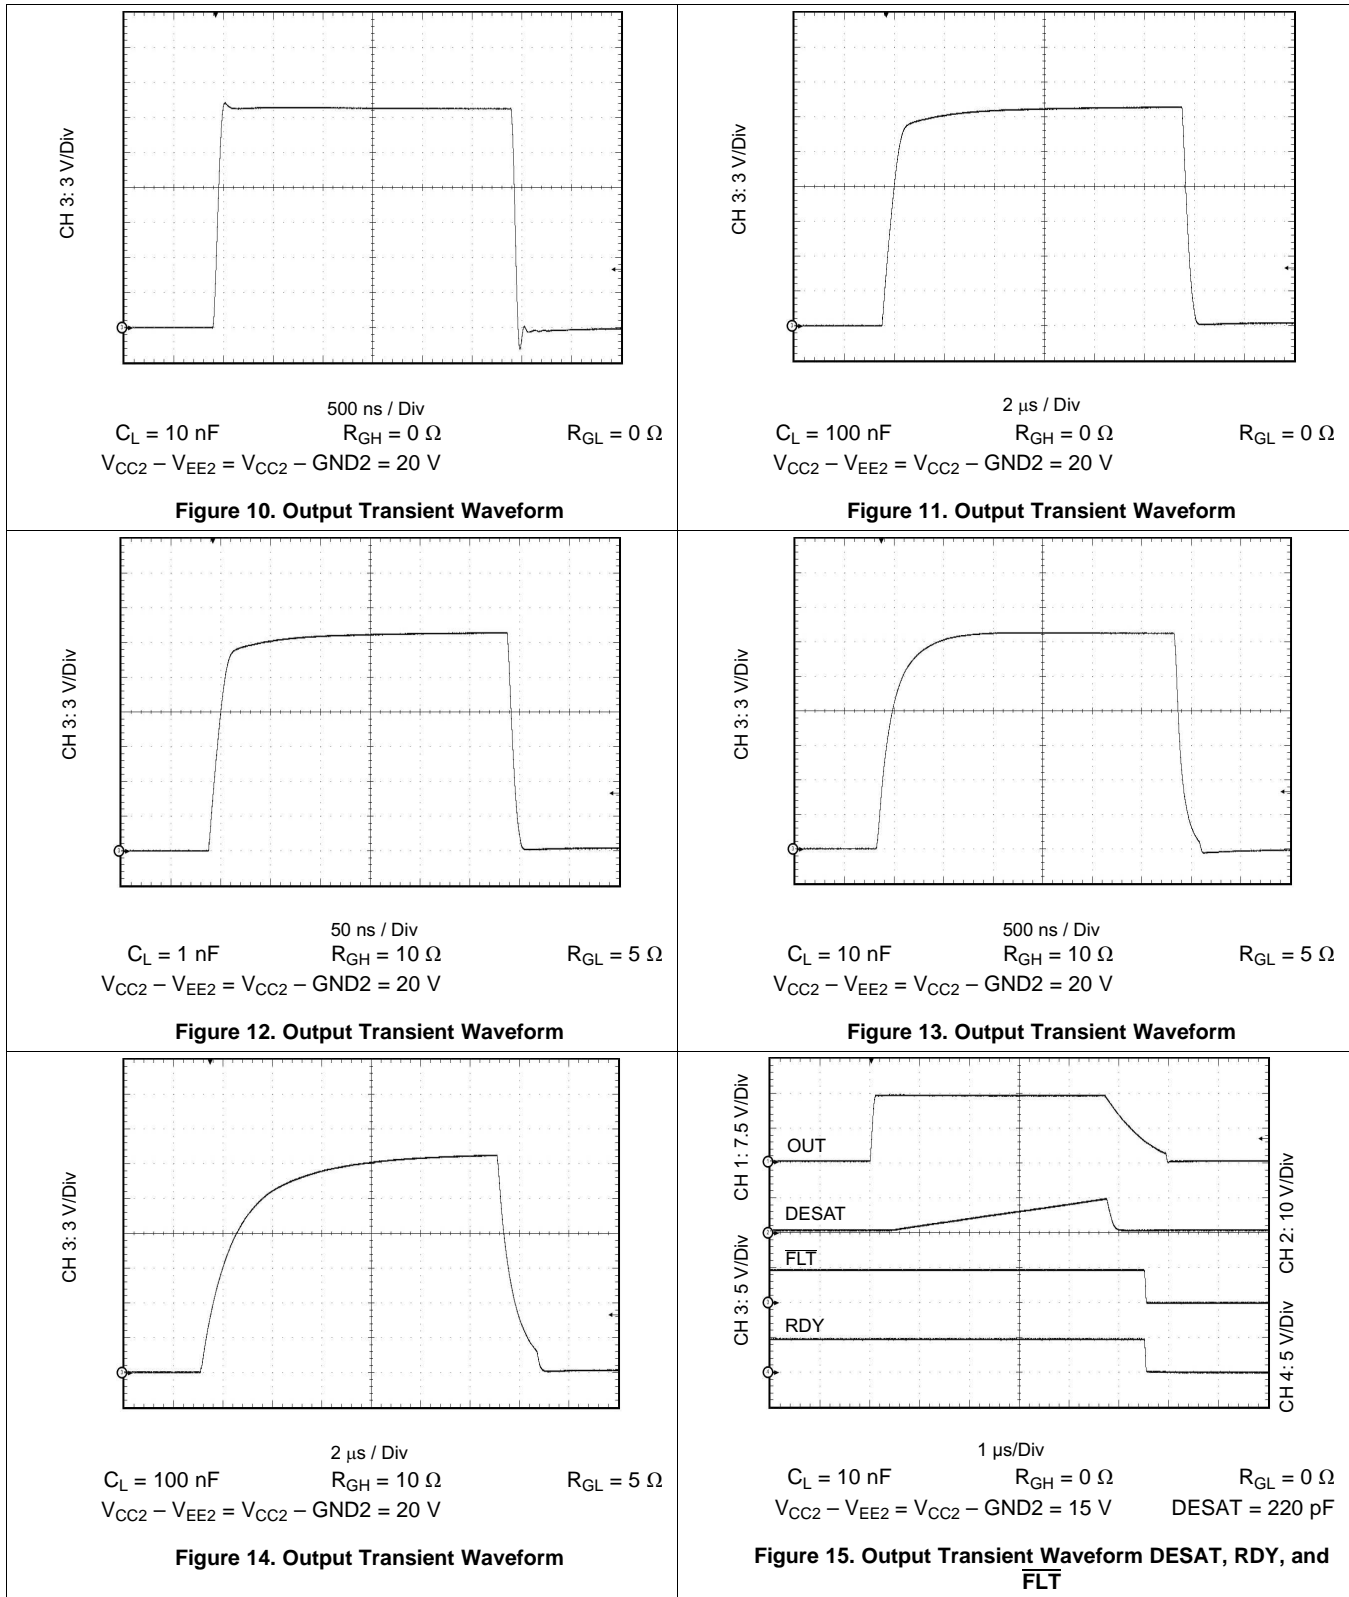 CH 3: 3 V/Div
500 ns / Div
C_L = 10 nF R_GH = 0 Ω R_GL = 0 Ω
V_CC2 – V_EE2 = V_CC2 – GND2 = 20 V
Figure 10. Output Transient Waveform
CH 3: 3 V/Div
2 μs / Div
C_L = 100 nF R_GH = 0 Ω R_GL = 0 Ω
V_CC2 – V_EE2 = V_CC2 – GND2 = 20 V
Figure 11. Output Transient Waveform
CH 3: 3 V/Div
50 ns / Div
C_L = 1 nF R_GH = 10 Ω R_GL = 5 Ω
V_CC2 – V_EE2 = V_CC2 – GND2 = 20 V
Figure 12. Output Transient Waveform
CH 3: 3 V/Div
500 ns / Div
C_L = 10 nF R_GH = 10 Ω R_GL = 5 Ω
V_CC2 – V_EE2 = V_CC2 – GND2 = 20 V
Figure 13. Output Transient Waveform
CH 3: 3 V/Div
2 μs / Div
C_L = 100 nF R_GH = 10 Ω R_GL = 5 Ω
V_CC2 – V_EE2 = V_CC2 – GND2 = 20 V
Figure 14. Output Transient Waveform
CH 1: 7.5 V/Div
CH 3: 5 V/Div
OUT
DESAT
FLT
RDY
CH 2: 10 V/Div
CH 4: 5 V/Div
1 μs/Div
C_L = 10 nF R_GH = 0 Ω R_GL = 0 Ω
V_CC2 – V_EE2 = V_CC2 – GND2 = 15 V DESAT = 220 pF
Figure 15. Output Transient Waveform DESAT, RDY, and
FLT